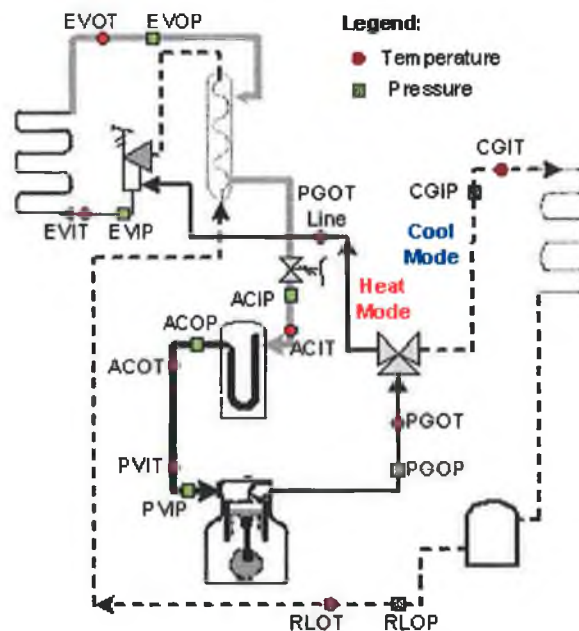 EVOT
EVOP
Legend:
Temperature
Pressure
CGIT
CGIP
PGOT
Line
EVIT
EVIP
Cool
Mode
Heat
Mode
ACIP
ACOP
ACIT
ACOT
PGOT
PVIT
PGOP
PVIP
RLOT
RLOP